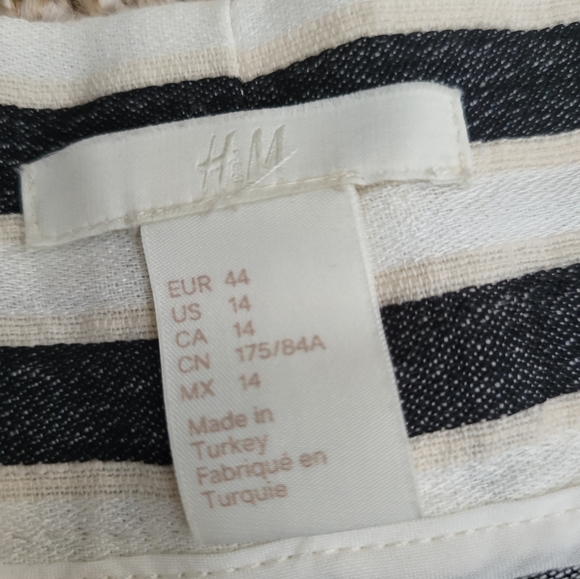 H&M
EUR 44
US 14
CA 14
CN 175/84A
MX 14
Made in
Turkey
Fabriqué en
Turquie